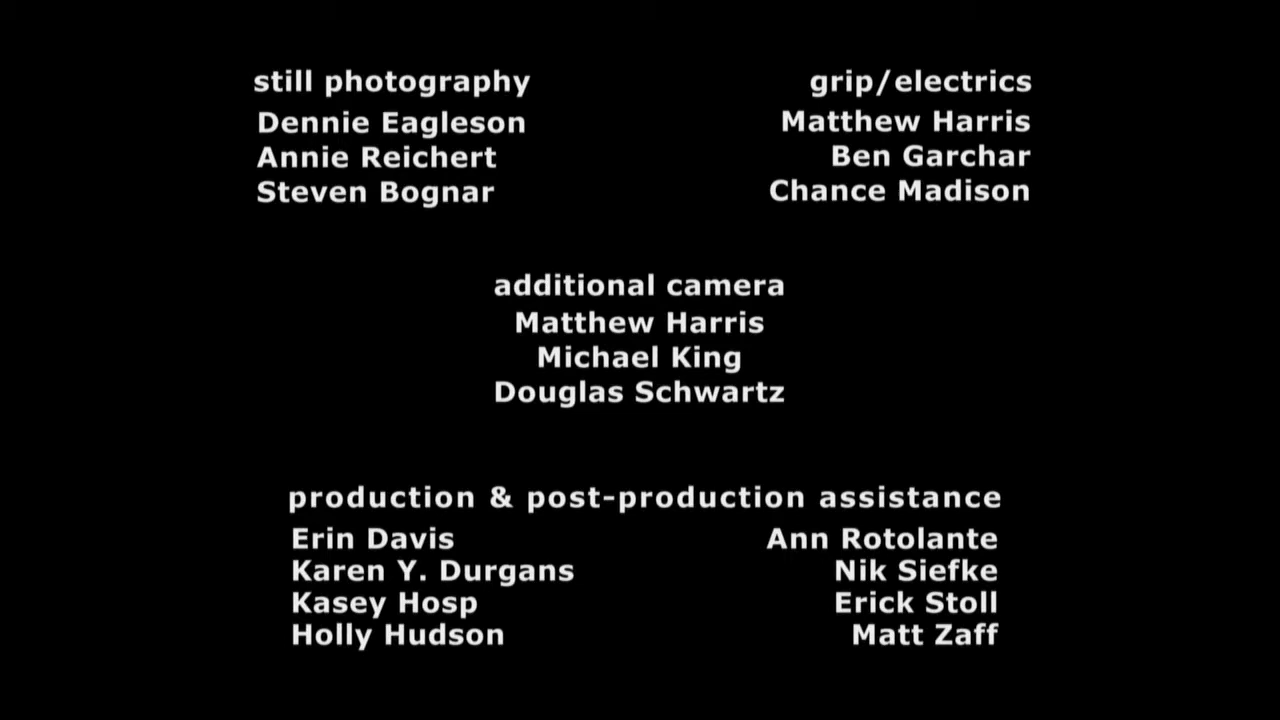 still photography
Dennie Eagleson
Annie Reichert
Steven Bognar
grip/electrics
Matthew Harris
Ben Garchar
Chance Madison
additional camera
Matthew Harris
Michael King
Douglas Schwartz
production & post-production assistance
Erin Davis
Karen Y. Durgans
Kasey Hosp
Holly Hudson
Ann Rotolante
Nik Siefke
Erick Stoll
Matt Zaff